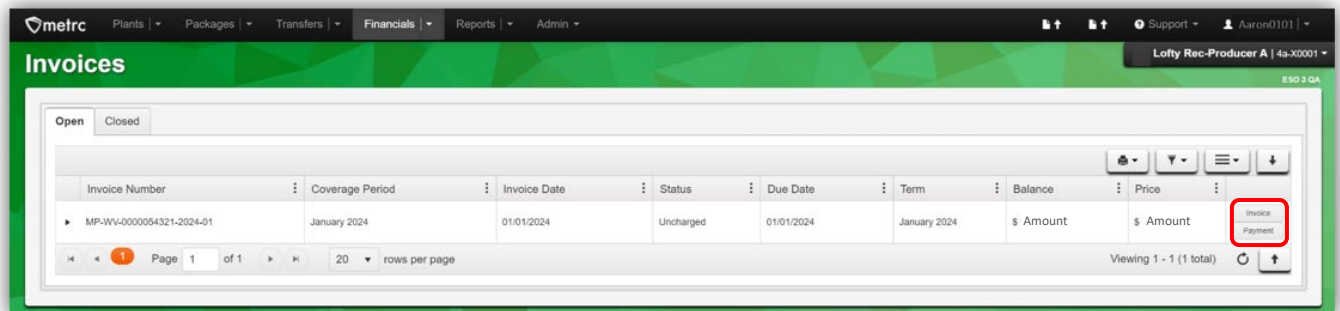 metrc Plants Packages Transfers Financials Reports Admin Support Aaron0101
Invoices
Lofty Rec-Producer A | 4a-X0001
ESO 3 QA
Open Closed
Invoice Number Coverage Period Invoice Date Status Due Date Term Balance Price
MP-WV-0000054321-2024-01 January 2024 01/01/2024 Uncharged 01/01/2024 January 2024 $ Amount $ Amount
Invoice
Payment
1 Page 1 of 1 20 rows per page Viewing 1 - 1 (1 total)